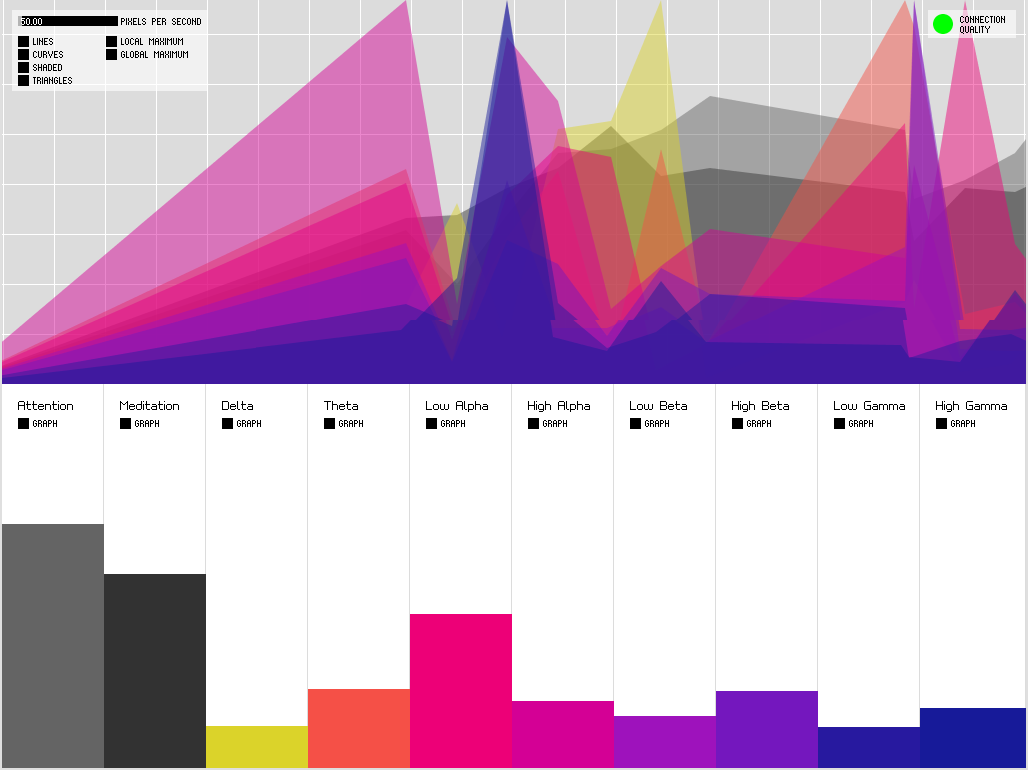 50.00 PIXELS PER SECOND
LINES
LOCAL MAXIMUM
CURVES
GLOBAL MAXIMUM
SHADED
TRIANGLES
CONNECTION
QUALITY
Attention
Meditation
Delta
Theta
Low Alpha
High Alpha
Low Beta
High Beta
Low Gamma
High Gamma
GRAPH
GRAPH
GRAPH
GRAPH
GRAPH
GRAPH
GRAPH
GRAPH
GRAPH
GRAPH